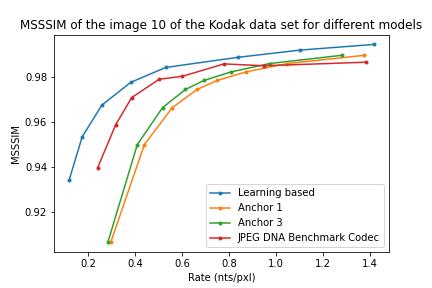 MSSSIM of the image 10 of the Kodak data set for different models
MSSSIM
0.98
0.96
0.94
0.92
Learning based
Anchor 1
Anchor 3
JPEG DNA Benchmark Codec
0.2 0.4 0.6 0.8 1.0 1.2 1.4
Rate (nts/pxl)